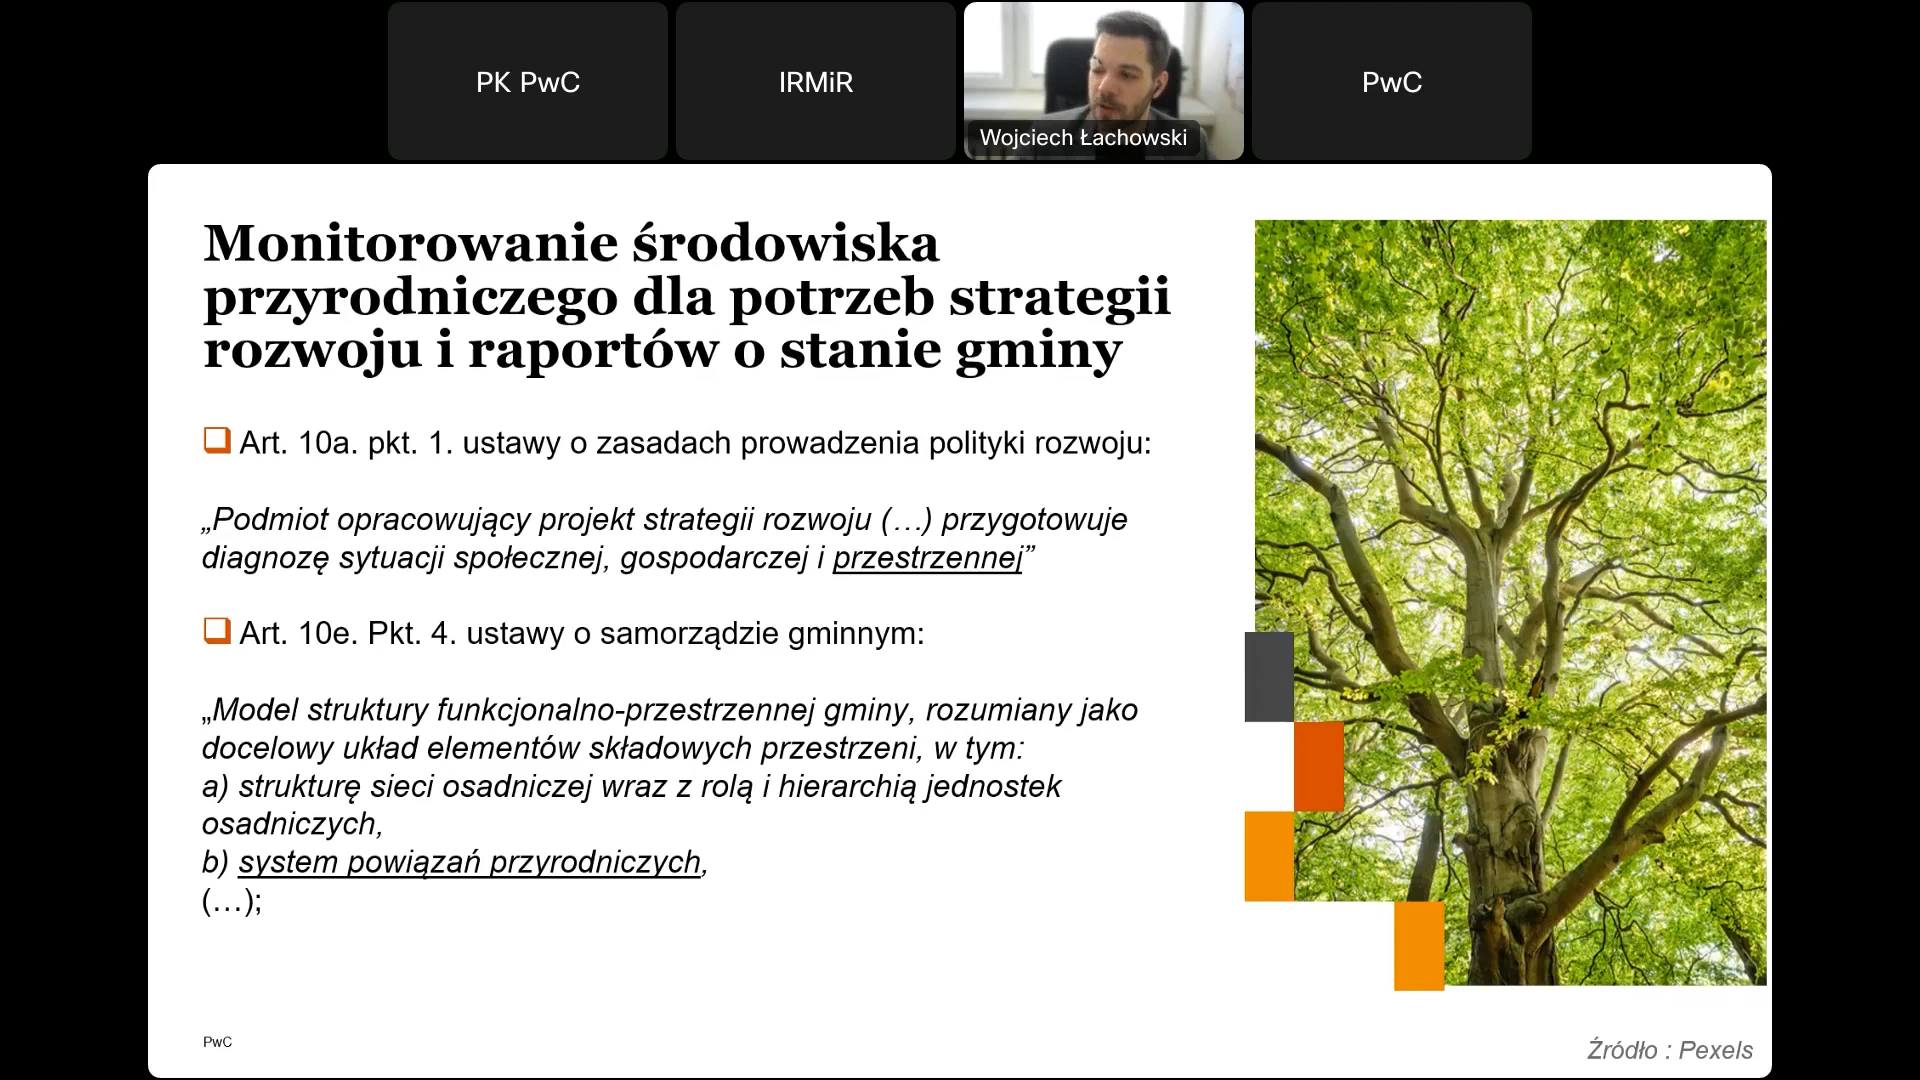 PK PwC
IRMiR
Wojciech Łachowski
PwC
Monitorowanie środowiska
przyrodniczego dla potrzeb strategii
rozwoju i raportów o stanie gminy
Art. 10a. pkt. 1. ustawy o zasadach prowadzenia polityki rozwoju:
„Podmiot opracowujący projekt strategii rozwoju (…) przygotowuje
diagnozę sytuacji społecznej, gospodarczej i przestrzennej”
Art. 10e. Pkt. 4. ustawy o samorządzie gminnym:
„Model struktury funkcjonalno-przestrzennej gminy, rozumiany jako
docelowy układ elementów składowych przestrzeni, w tym:
a) strukturę sieci osadniczej wraz z rolą i hierarchią jednostek
osadniczych,
b) system powiązań przyrodniczych,
(…);
PwC
Źródło : Pexels